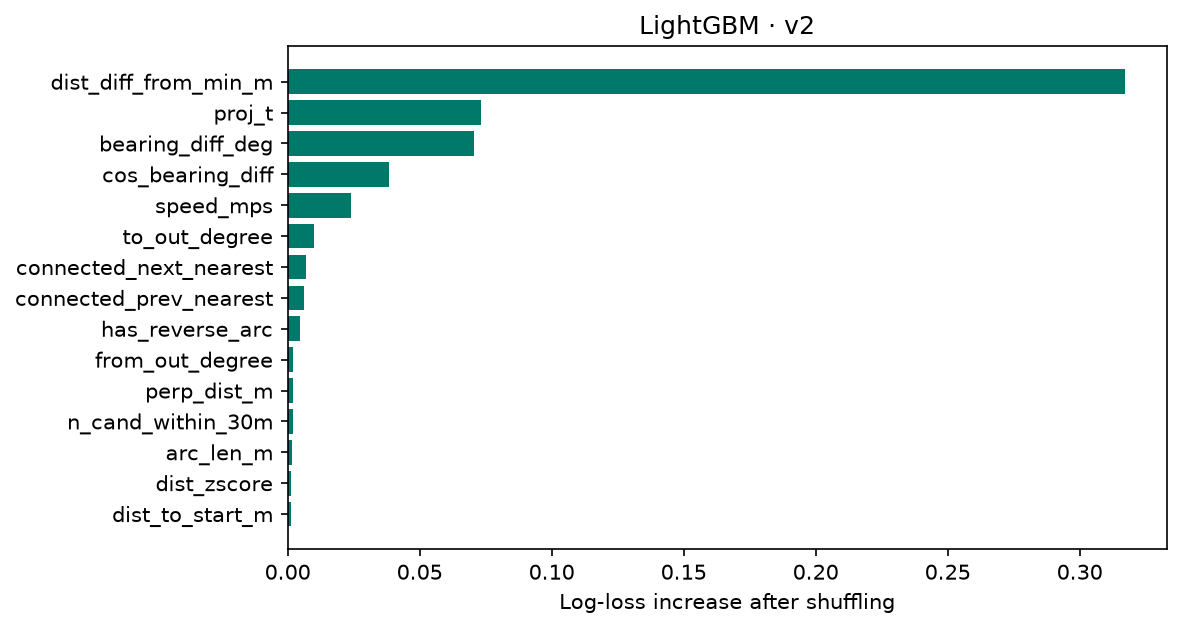 LightGBM · v2
dist_diff_from_min_m
proj_t
bearing_diff_deg
cos_bearing_diff
speed_mps
to_out_degree
connected_next_nearest
connected_prev_nearest
has_reverse_arc
from_out_degree
perp_dist_m
n_cand_within_30m
arc_len_m
dist_zscore
dist_to_start_m
0.00 0.05 0.10 0.15 0.20 0.25 0.30
Log-loss increase after shuffling